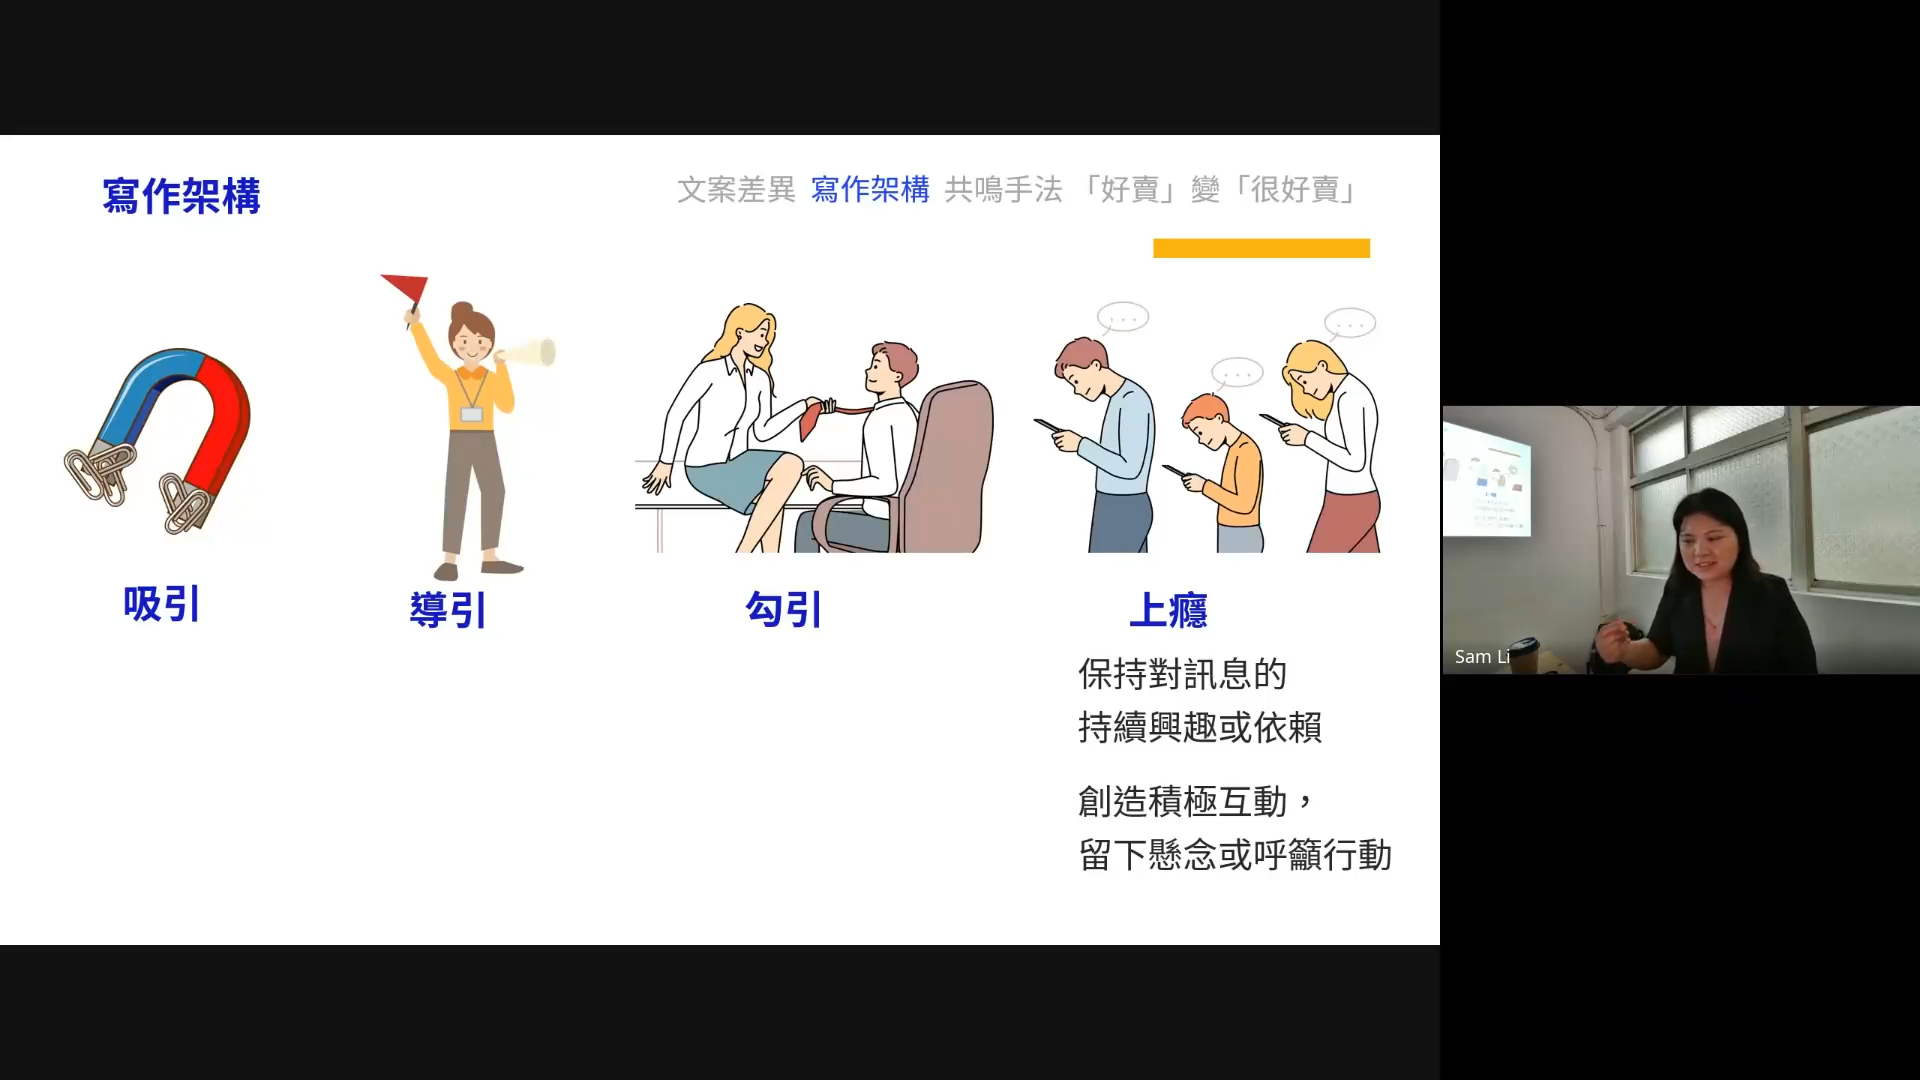 寫作架構
文案差異 寫作架構 共鳴手法 「好賣」變「很好賣」
吸引
導引
勾引
上癮
保持對訊息的
持續興趣或依賴
創造積極互動，
留下懸念或呼籲行動
Sam Li